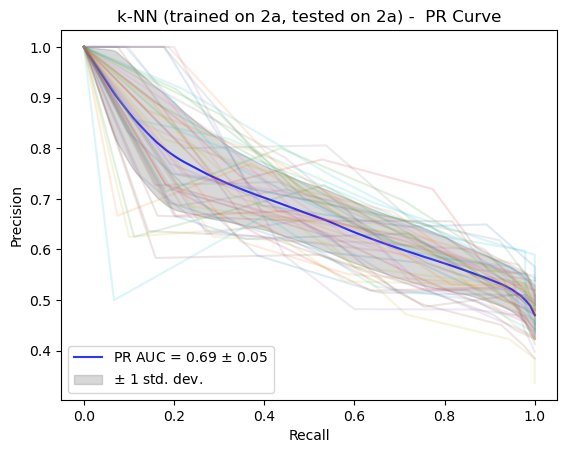 k-NN (trained on 2a, tested on 2a) -  PR Curve
Precision
1.0
0.9
0.8
0.7
0.6
0.5
0.4
PR AUC = 0.69 ± 0.05
± 1 std. dev.
0.0 0.2 0.4 0.6 0.8 1.0
Recall